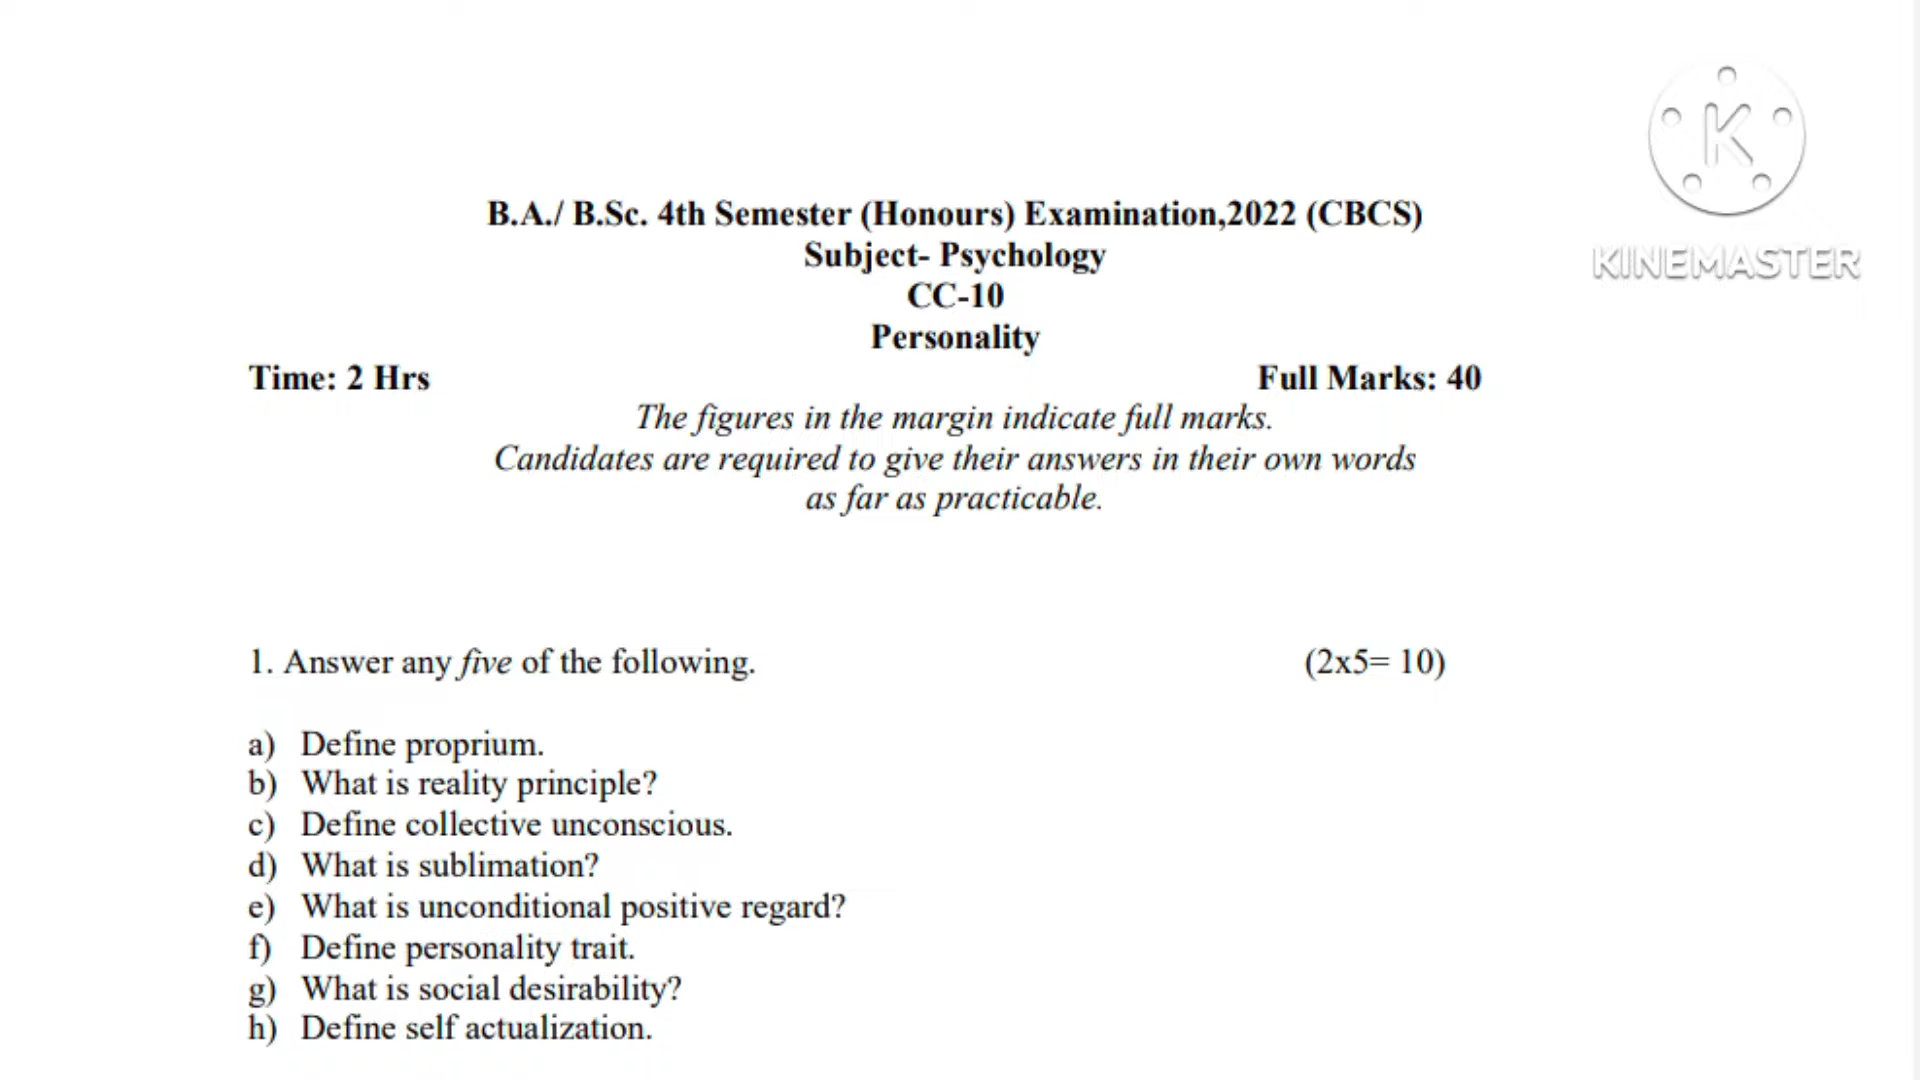 K
KINEMASTER
B.A./ B.Sc. 4th Semester (Honours) Examination,2022 (CBCS)
Subject- Psychology
CC-10
Personality
Time: 2 Hrs Full Marks: 40
The figures in the margin indicate full marks.
Candidates are required to give their answers in their own words
as far as practicable.
1. Answer any five of the following. (2x5= 10)
a) Define proprium.
b) What is reality principle?
c) Define collective unconscious.
d) What is sublimation?
e) What is unconditional positive regard?
f) Define personality trait.
g) What is social desirability?
h) Define self actualization.